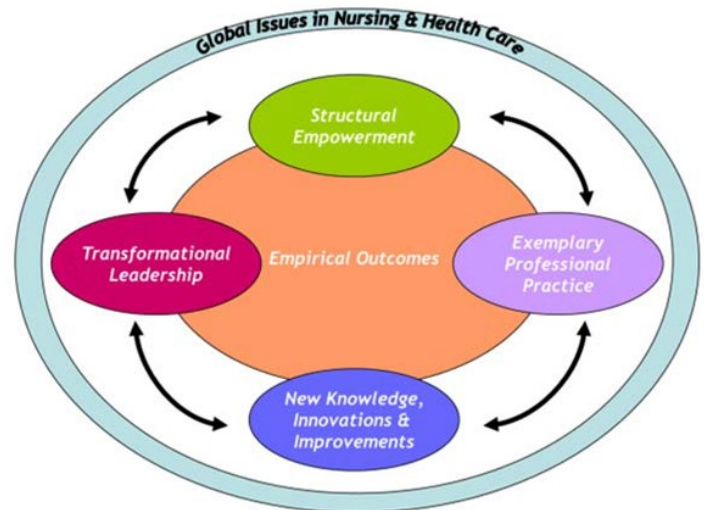 Global Issues in Nursing & Health Care
Structural
Empowerment
Transformational
Leadership
Empirical Outcomes
Exemplary
Professional
Practice
New Knowledge,
Innovations &
Improvements